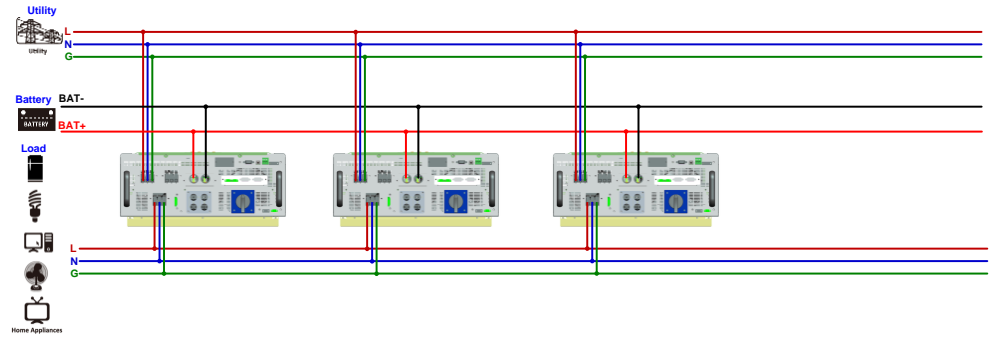 Utility
Utility
L
N
G
Battery
BAT-
BATTERY
BAT+
Load
L
N
G
Home Appliances